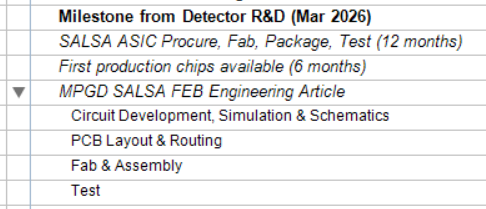 Milestone from Detector R&D (Mar 2026)
SALSA ASIC Procure, Fab, Package, Test (12 months)
First production chips available (6 months)
MPGD SALSA FEB Engineering Article
Circuit Development, Simulation & Schematics
PCB Layout & Routing
Fab & Assembly
Test